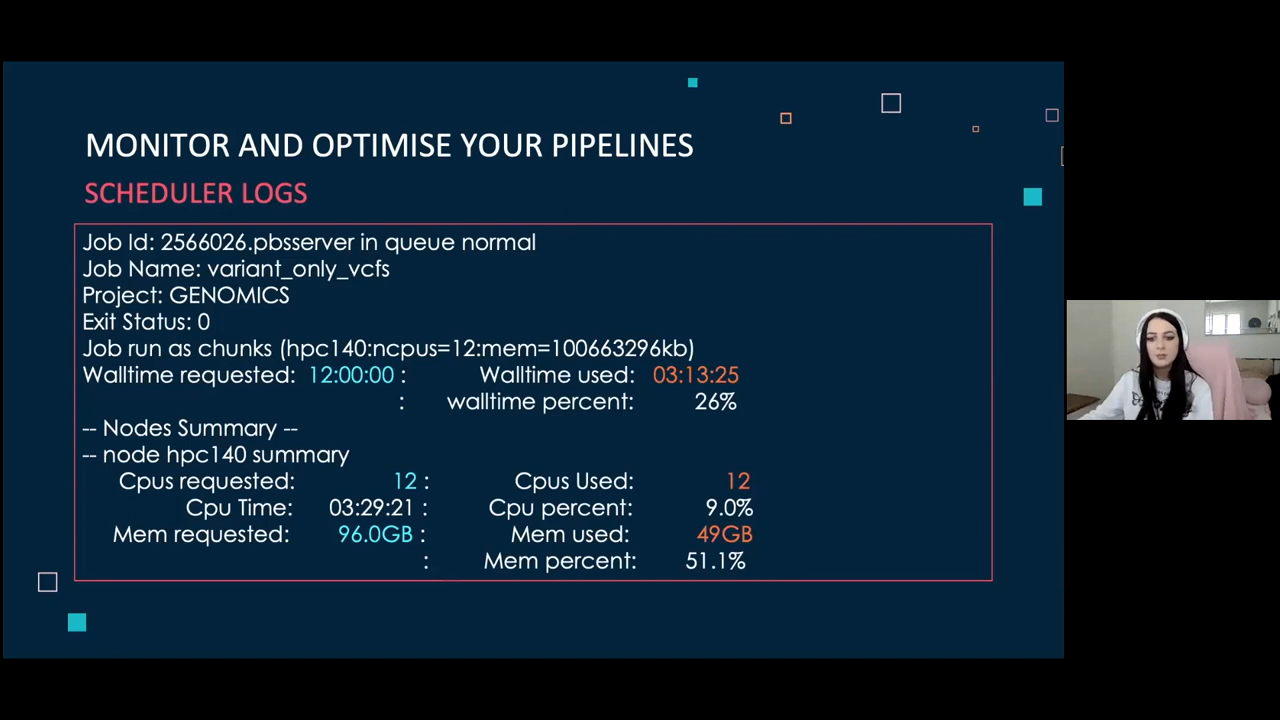 MONITOR AND OPTIMISE YOUR PIPELINES
SCHEDULER LOGS
Job Id: 2566026.pbsserver in queue normal
Job Name: variant_only_vcfs
Project: GENOMICS
Exit Status: 0
Job run as chunks (hpc140:ncpus=12:mem=100663296kb)
Walltime requested: 12:00:00 : Walltime used: 03:13:25
: walltime percent: 26%
-- Nodes Summary --
-- node hpc140 summary
Cpus requested: 12 : Cpus Used: 12
Cpu Time: 03:29:21 : Cpu percent: 9.0%
Mem requested: 96.0GB : Mem used: 49GB
: Mem percent: 51.1%